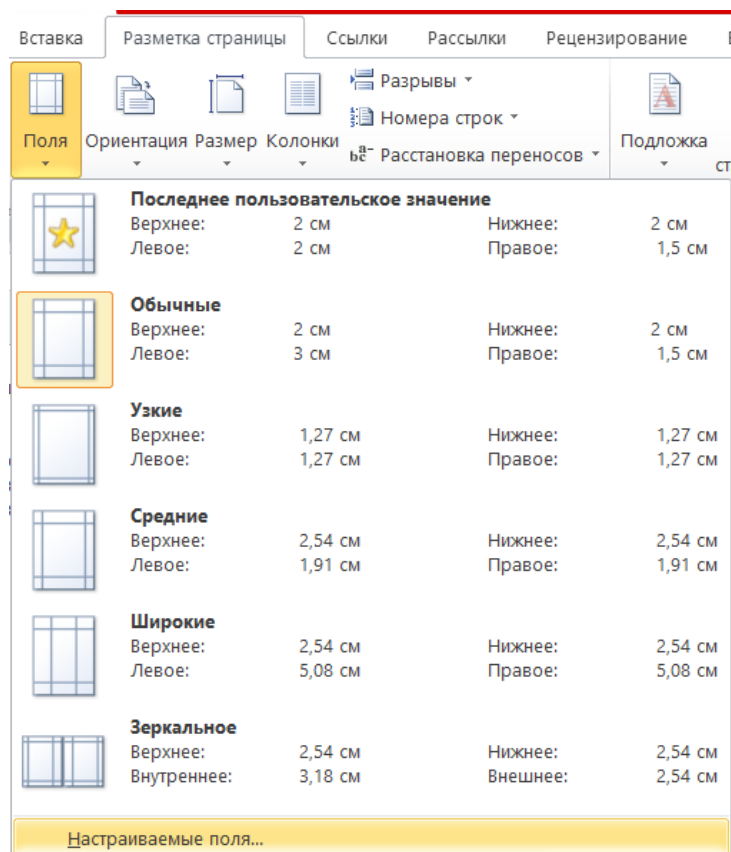 Вставка Разметка страницы Ссылки Рассылки Рецензирование
Разрывы
Номера строк
Поля Ориентация Размер Колонки Подложка
Расстановка переносов
Последнее пользовательское значение
Верхнее: 2 см Нижнее: 2 см
Левое: 2 см Правое: 1,5 см
Обычные
Верхнее: 2 см Нижнее: 2 см
Левое: 3 см Правое: 1,5 см
Узкие
Верхнее: 1,27 см Нижнее: 1,27 см
Левое: 1,27 см Правое: 1,27 см
Средние
Верхнее: 2,54 см Нижнее: 2,54 см
Левое: 1,91 см Правое: 1,91 см
Широкие
Верхнее: 2,54 см Нижнее: 2,54 см
Левое: 5,08 см Правое: 5,08 см
Зеркальное
Верхнее: 2,54 см Нижнее: 2,54 см
Внутреннее: 3,18 см Внешнее: 2,54 см
Настраиваемые поля...